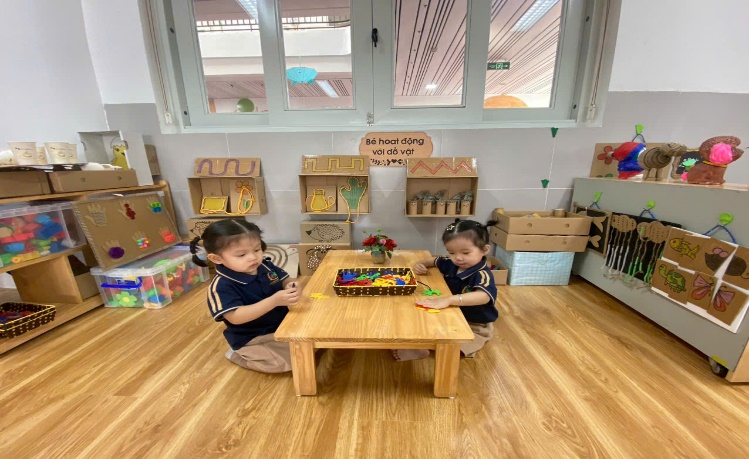 Bé hoạt động
với đồ vật